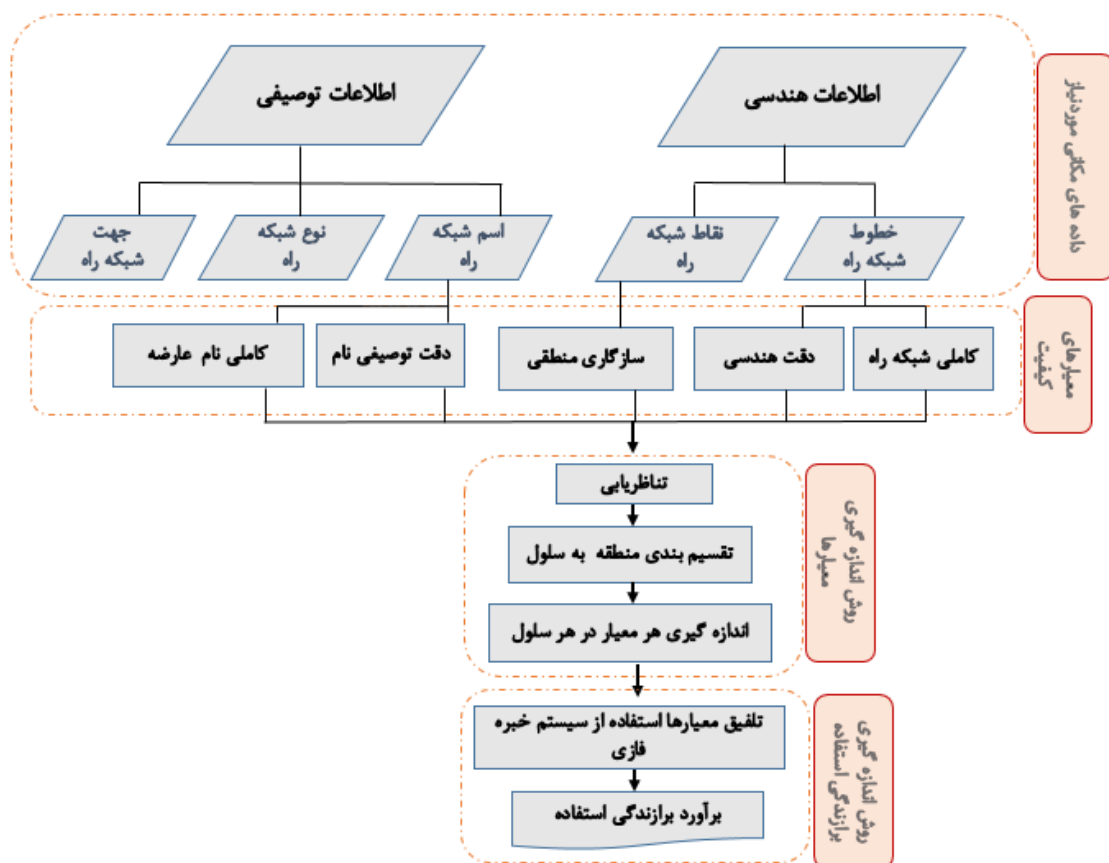 داده های مکانی موردنیاز
اطلاعات هندسی
اطلاعات توصیفی
خطوط
شبکه راه
نقاط شبکه
راه
اسم شبکه
راه
نوع شبکه
راه
جهت
شبکه راه
معیارهای
کیفیت
کاملی شبکه راه
دقت هندسی
سازگاری منطقی
دقت توصیفی نام
کاملی نام عارضه
روش اندازه گیری
معیارها
تناظریابی
تقسیم بندی منطقه به سلول
اندازه گیری هر معیار در هر سلول
روش اندازه گیری
برازندگی استفاده
تلفیق معیارها استفاده از سیستم خبره
فازی
برآورد برازندگی استفاده